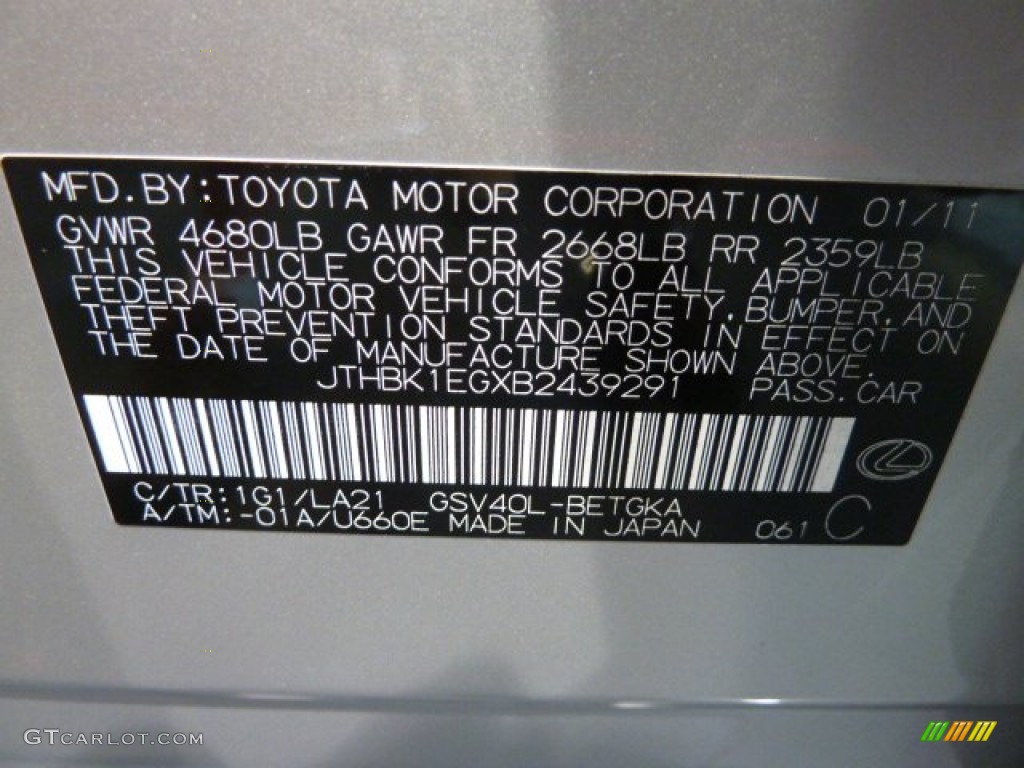 MFD.BY:TOYOTA MOTOR CORPORATION 01/11
GVWR 4680LB GAWR FR 2668LB RR 2359LB
THIS VEHICLE CONFORMS TO ALL APPLICABLE
FEDERAL MOTOR VEHICLE SAFETY,BUMPER,AND
THEFT PREVENTION STANDARDS IN EFFECT ON
THE DATE OF MANUFACTURE SHOWN ABOVE.
JTHBK1EGXB2439291 PASS.CAR
C/TR:1G1/LA21 GSV40L-BETGKA
A/TM:-01A/U660E MADE IN JAPAN 061 C
GTCARLOT.COM